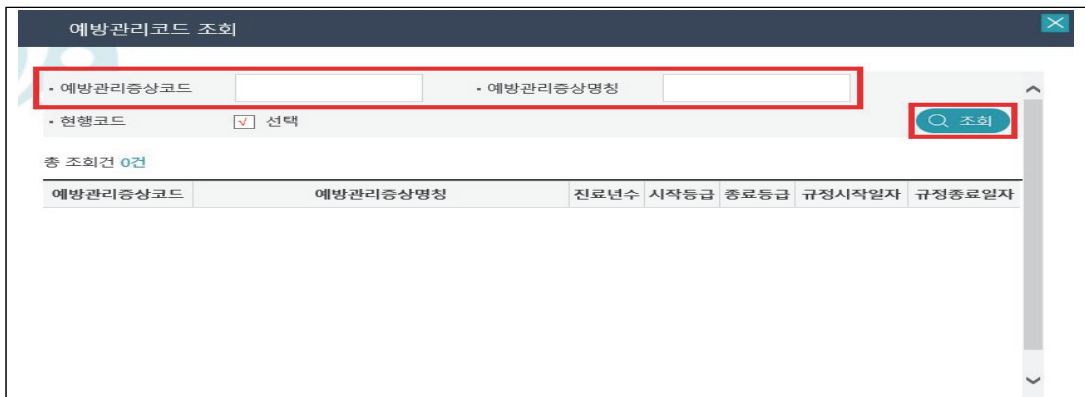 예방관리코드 조회
• 예방관리증상코드 • 예방관리증상명칭
• 현행코드 √ 선택 조회
총 조회건 0건
예방관리증상코드 예방관리증상명칭 진료년수 시작등급 종료등급 규정시작일자 규정종료일자